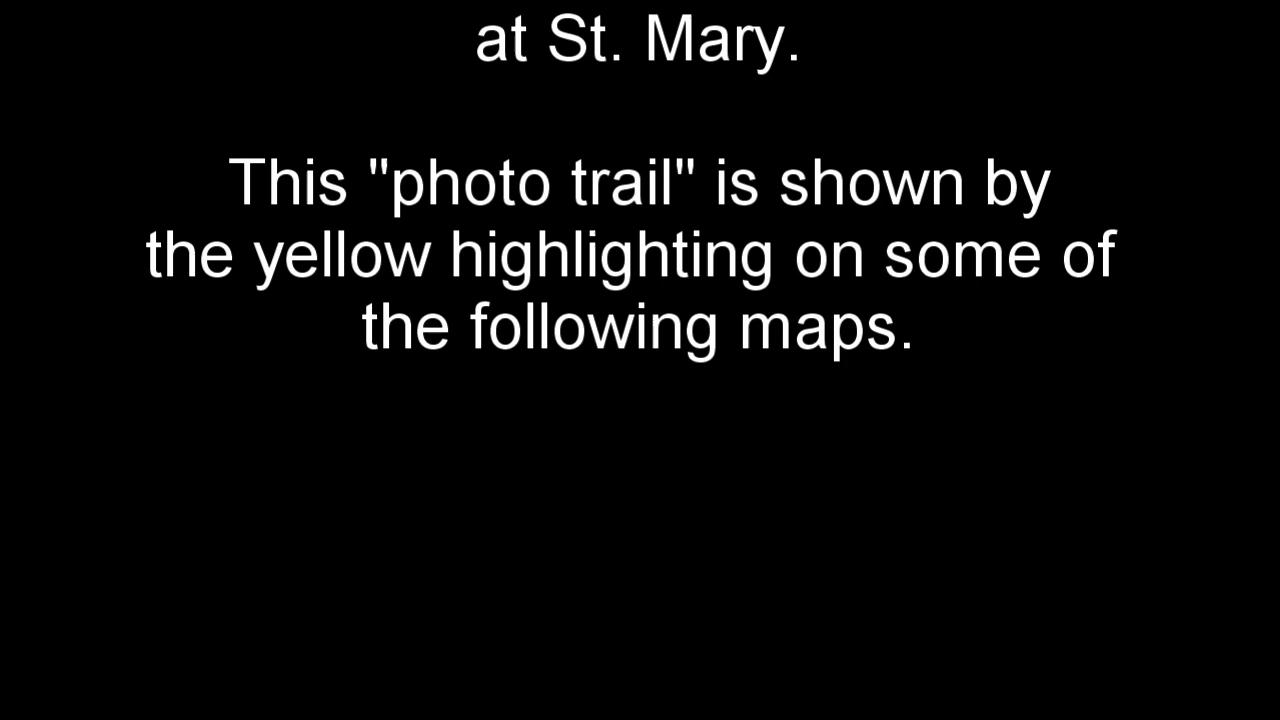 at St. Mary.
This "photo trail" is shown by
the yellow highlighting on some of
the following maps.